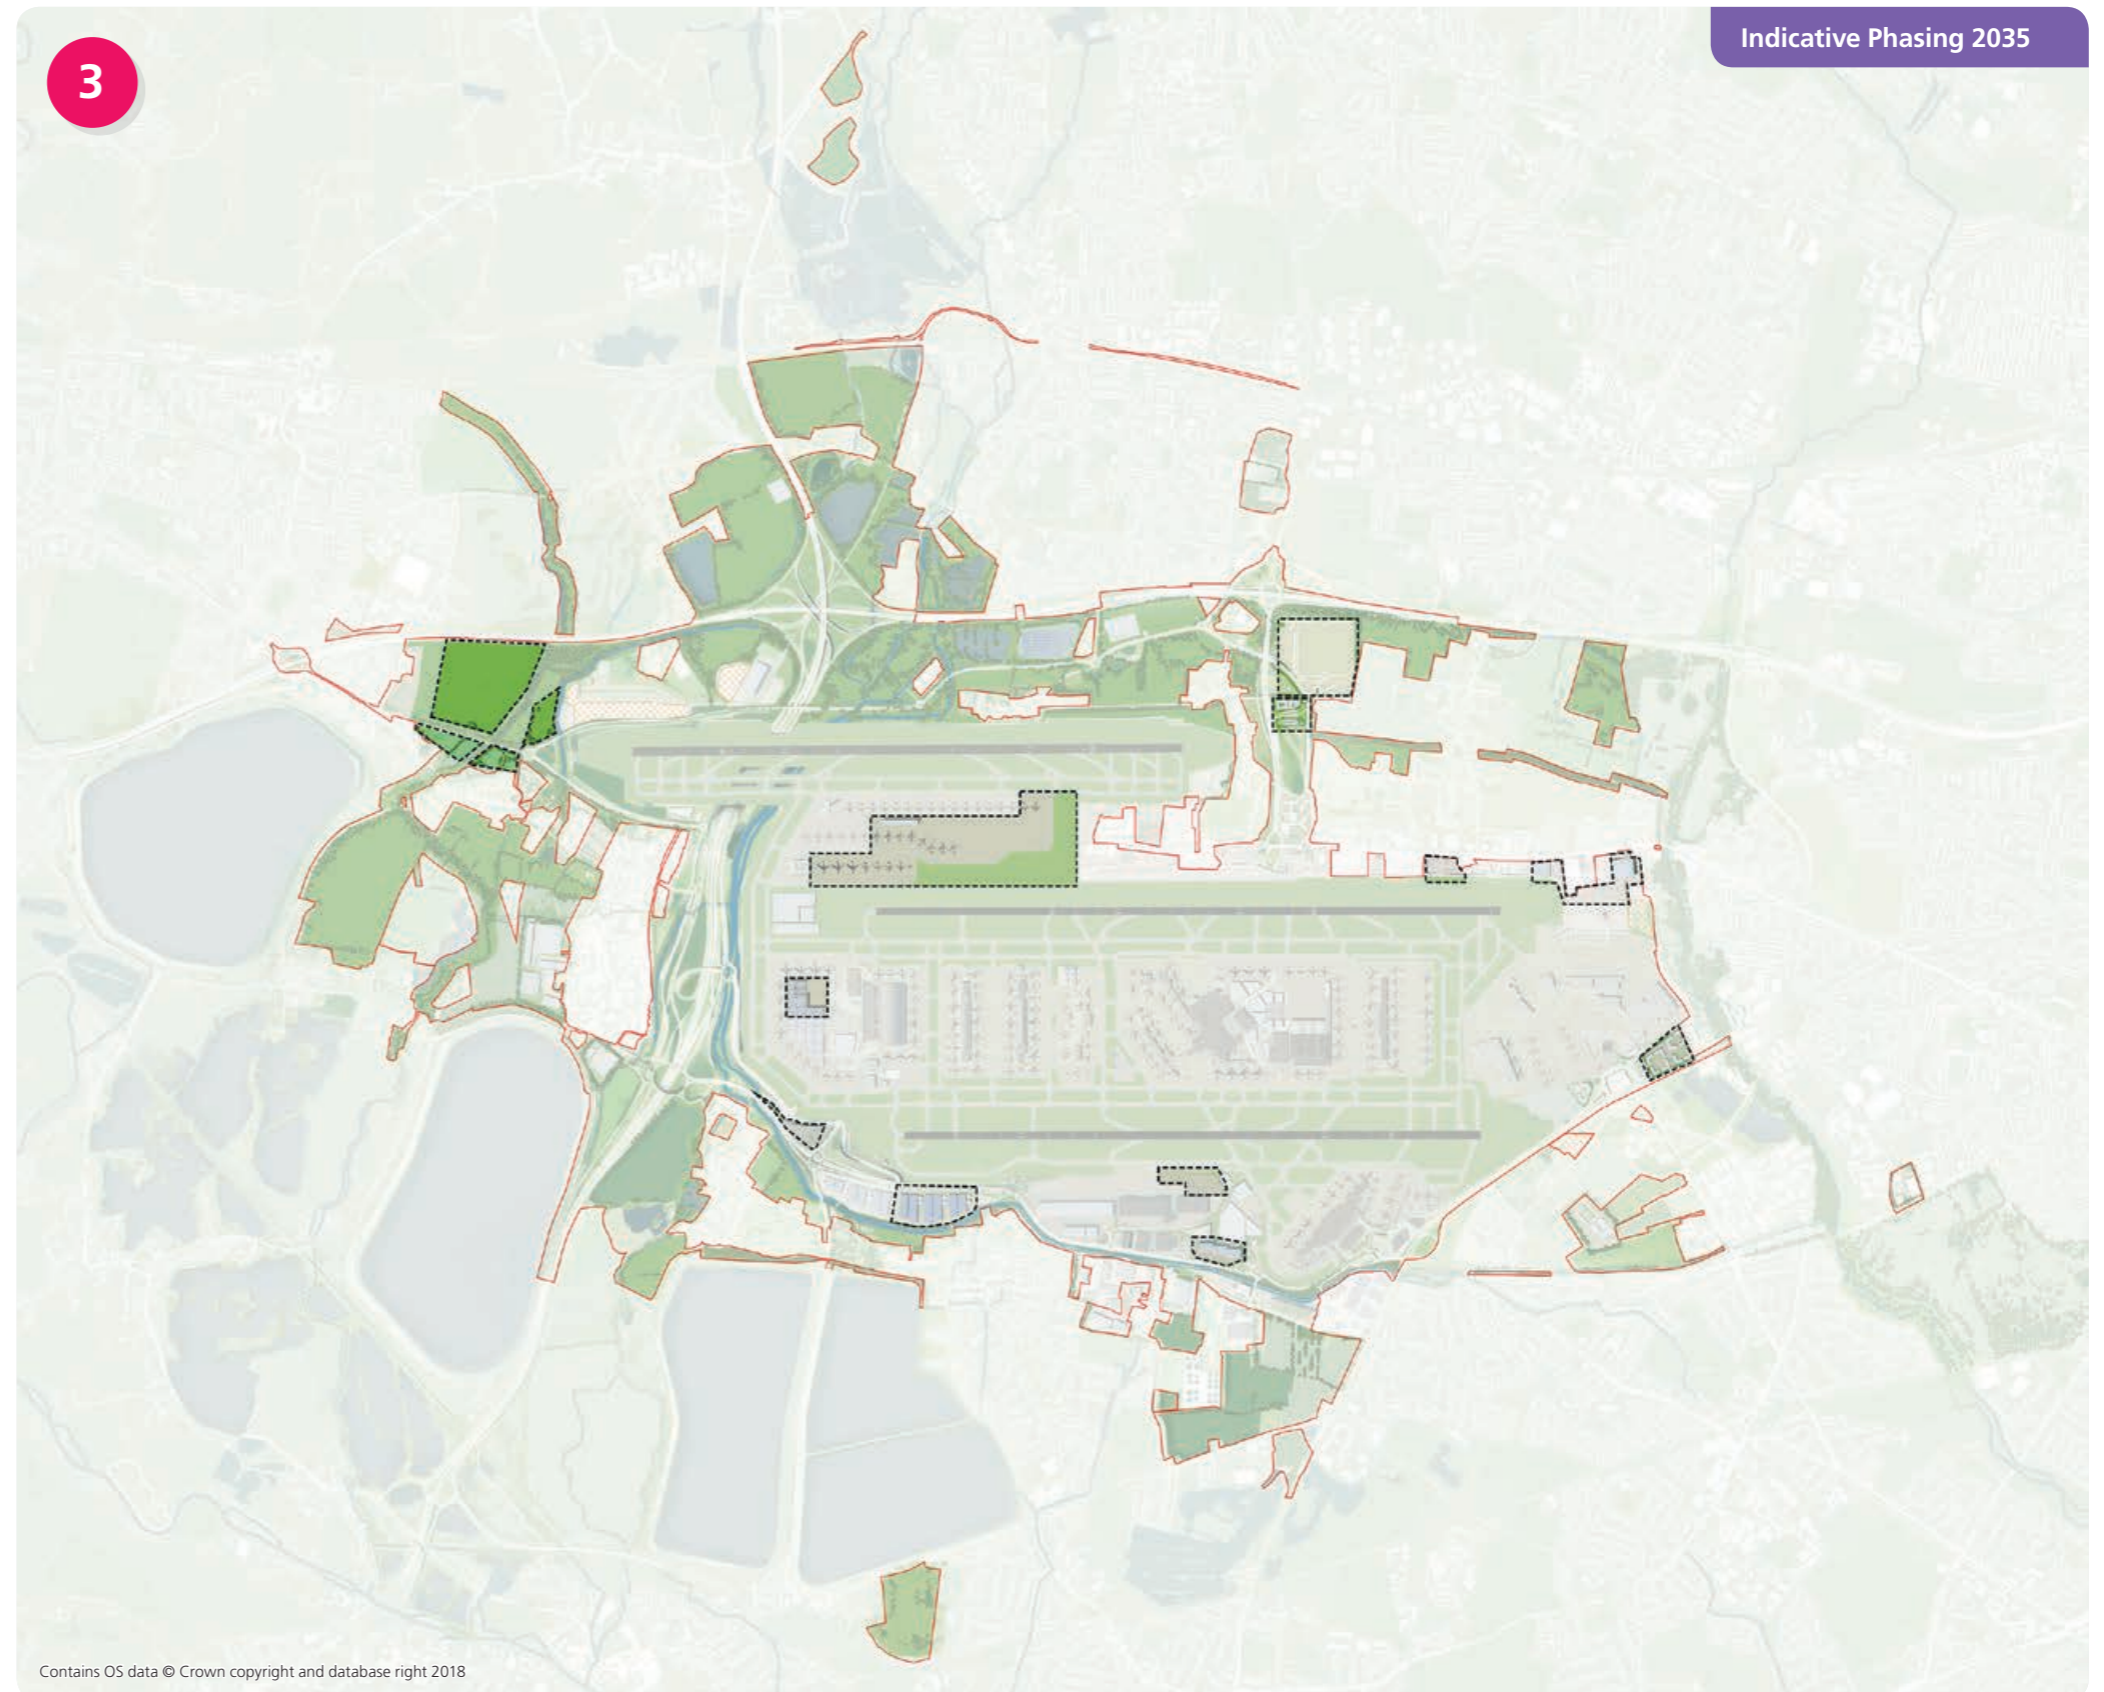 3
Indicative Phasing 2035
Contains OS data © Crown copyright and database right 2018